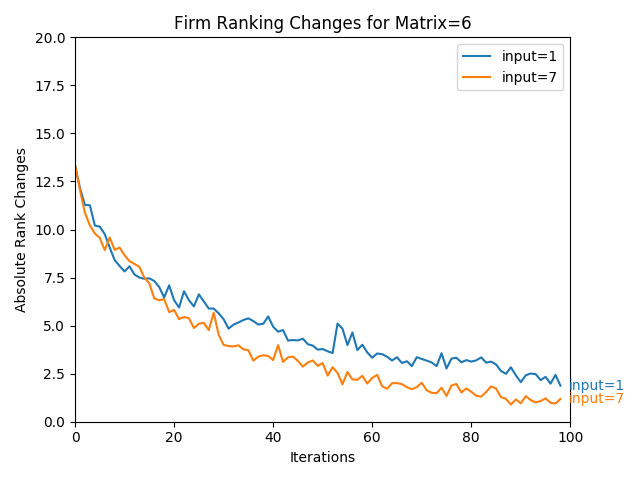 Firm Ranking Changes for Matrix=6
20.0
17.5
15.0
12.5
10.0
7.5
5.0
2.5
0.0
Absolute Rank Changes
input=1
input=7
input=1
input=7
0 20 40 60 80 100
Iterations